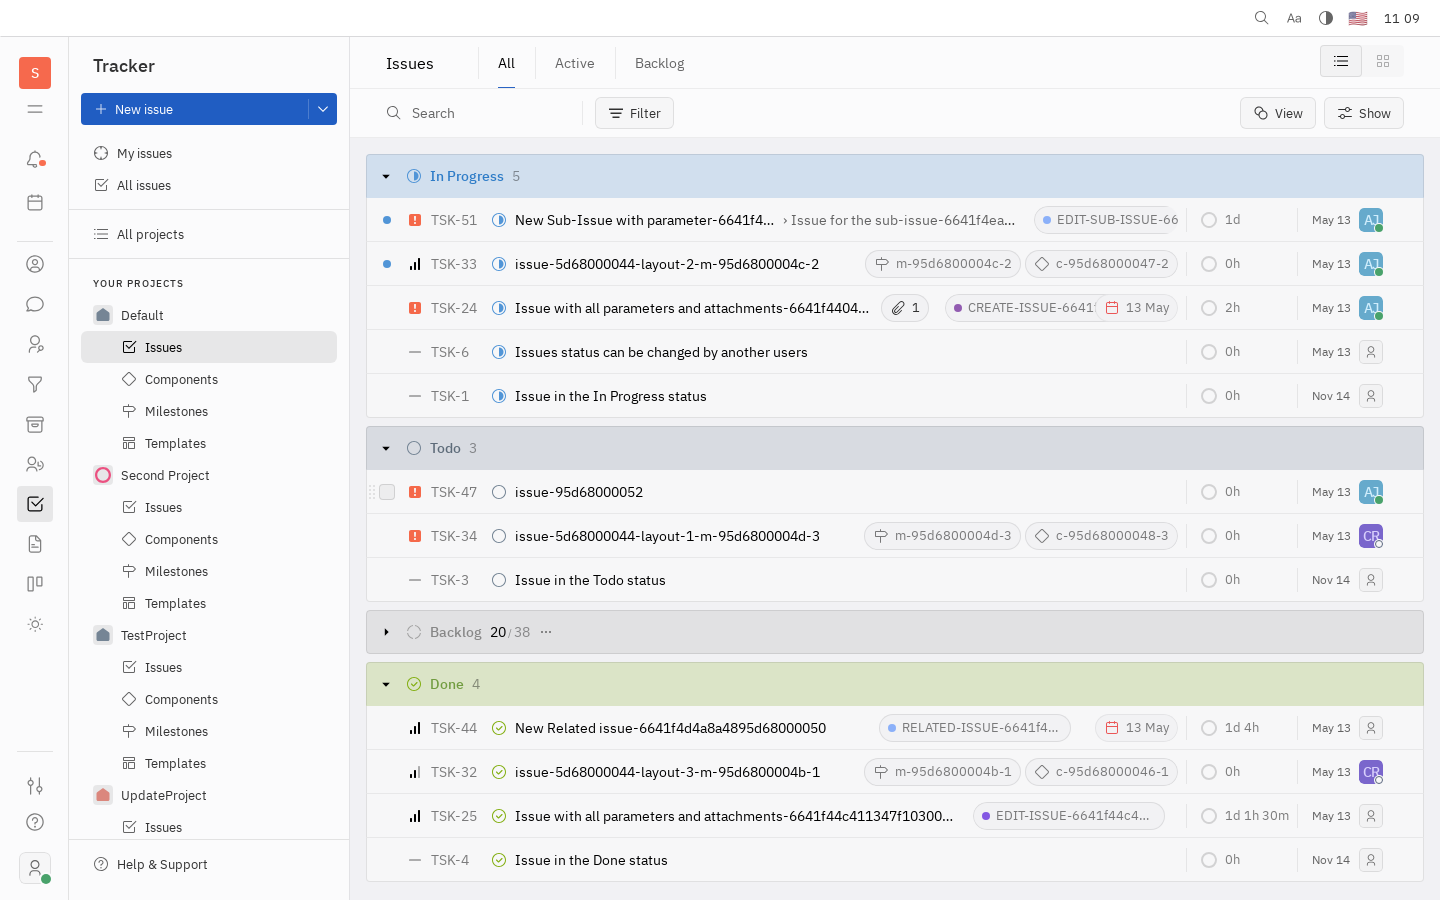 Aa 11 09
S
Tracker
New issue
My issues
All issues
All projects
YOUR PROJECTS
Default
Issues
Components
Milestones
Templates
Second Project
Issues
Components
Milestones
Templates
TestProject
Issues
Components
Milestones
Templates
UpdateProject
Issues
Help & Support
Issues All Active Backlog
Search Filter View Show
In Progress 5
TSK-51 New Sub-Issue with parameter-6641f4... › Issue for the sub-issue-6641f4ea... EDIT-SUB-ISSUE-66 1d May 13 AJ
TSK-33 issue-5d68000044-layout-2-m-95d6800004c-2 m-95d6800004c-2 c-95d68000047-2 0h May 13 AJ
TSK-24 Issue with all parameters and attachments-6641f4404... 1 CREATE-ISSUE-6641f 13 May 2h May 13 AJ
TSK-6 Issues status can be changed by another users 0h May 13
TSK-1 Issue in the In Progress status 0h Nov 14
Todo 3
TSK-47 issue-95d68000052 0h May 13 AJ
TSK-34 issue-5d68000044-layout-1-m-95d6800004d-3 m-95d6800004d-3 c-95d68000048-3 0h May 13 CR
TSK-3 Issue in the Todo status 0h Nov 14
Backlog 20/38 ···
Done 4
TSK-44 New Related issue-6641f4d4a8a4895d68000050 RELATED-ISSUE-6641f4... 13 May 1d 4h May 13
TSK-32 issue-5d68000044-layout-3-m-95d6800004b-1 m-95d6800004b-1 c-95d68000046-1 0h May 13 CR
TSK-25 Issue with all parameters and attachments-6641f44c411347f10300... EDIT-ISSUE-6641f44c4... 1d 1h 30m May 13
TSK-4 Issue in the Done status 0h Nov 14